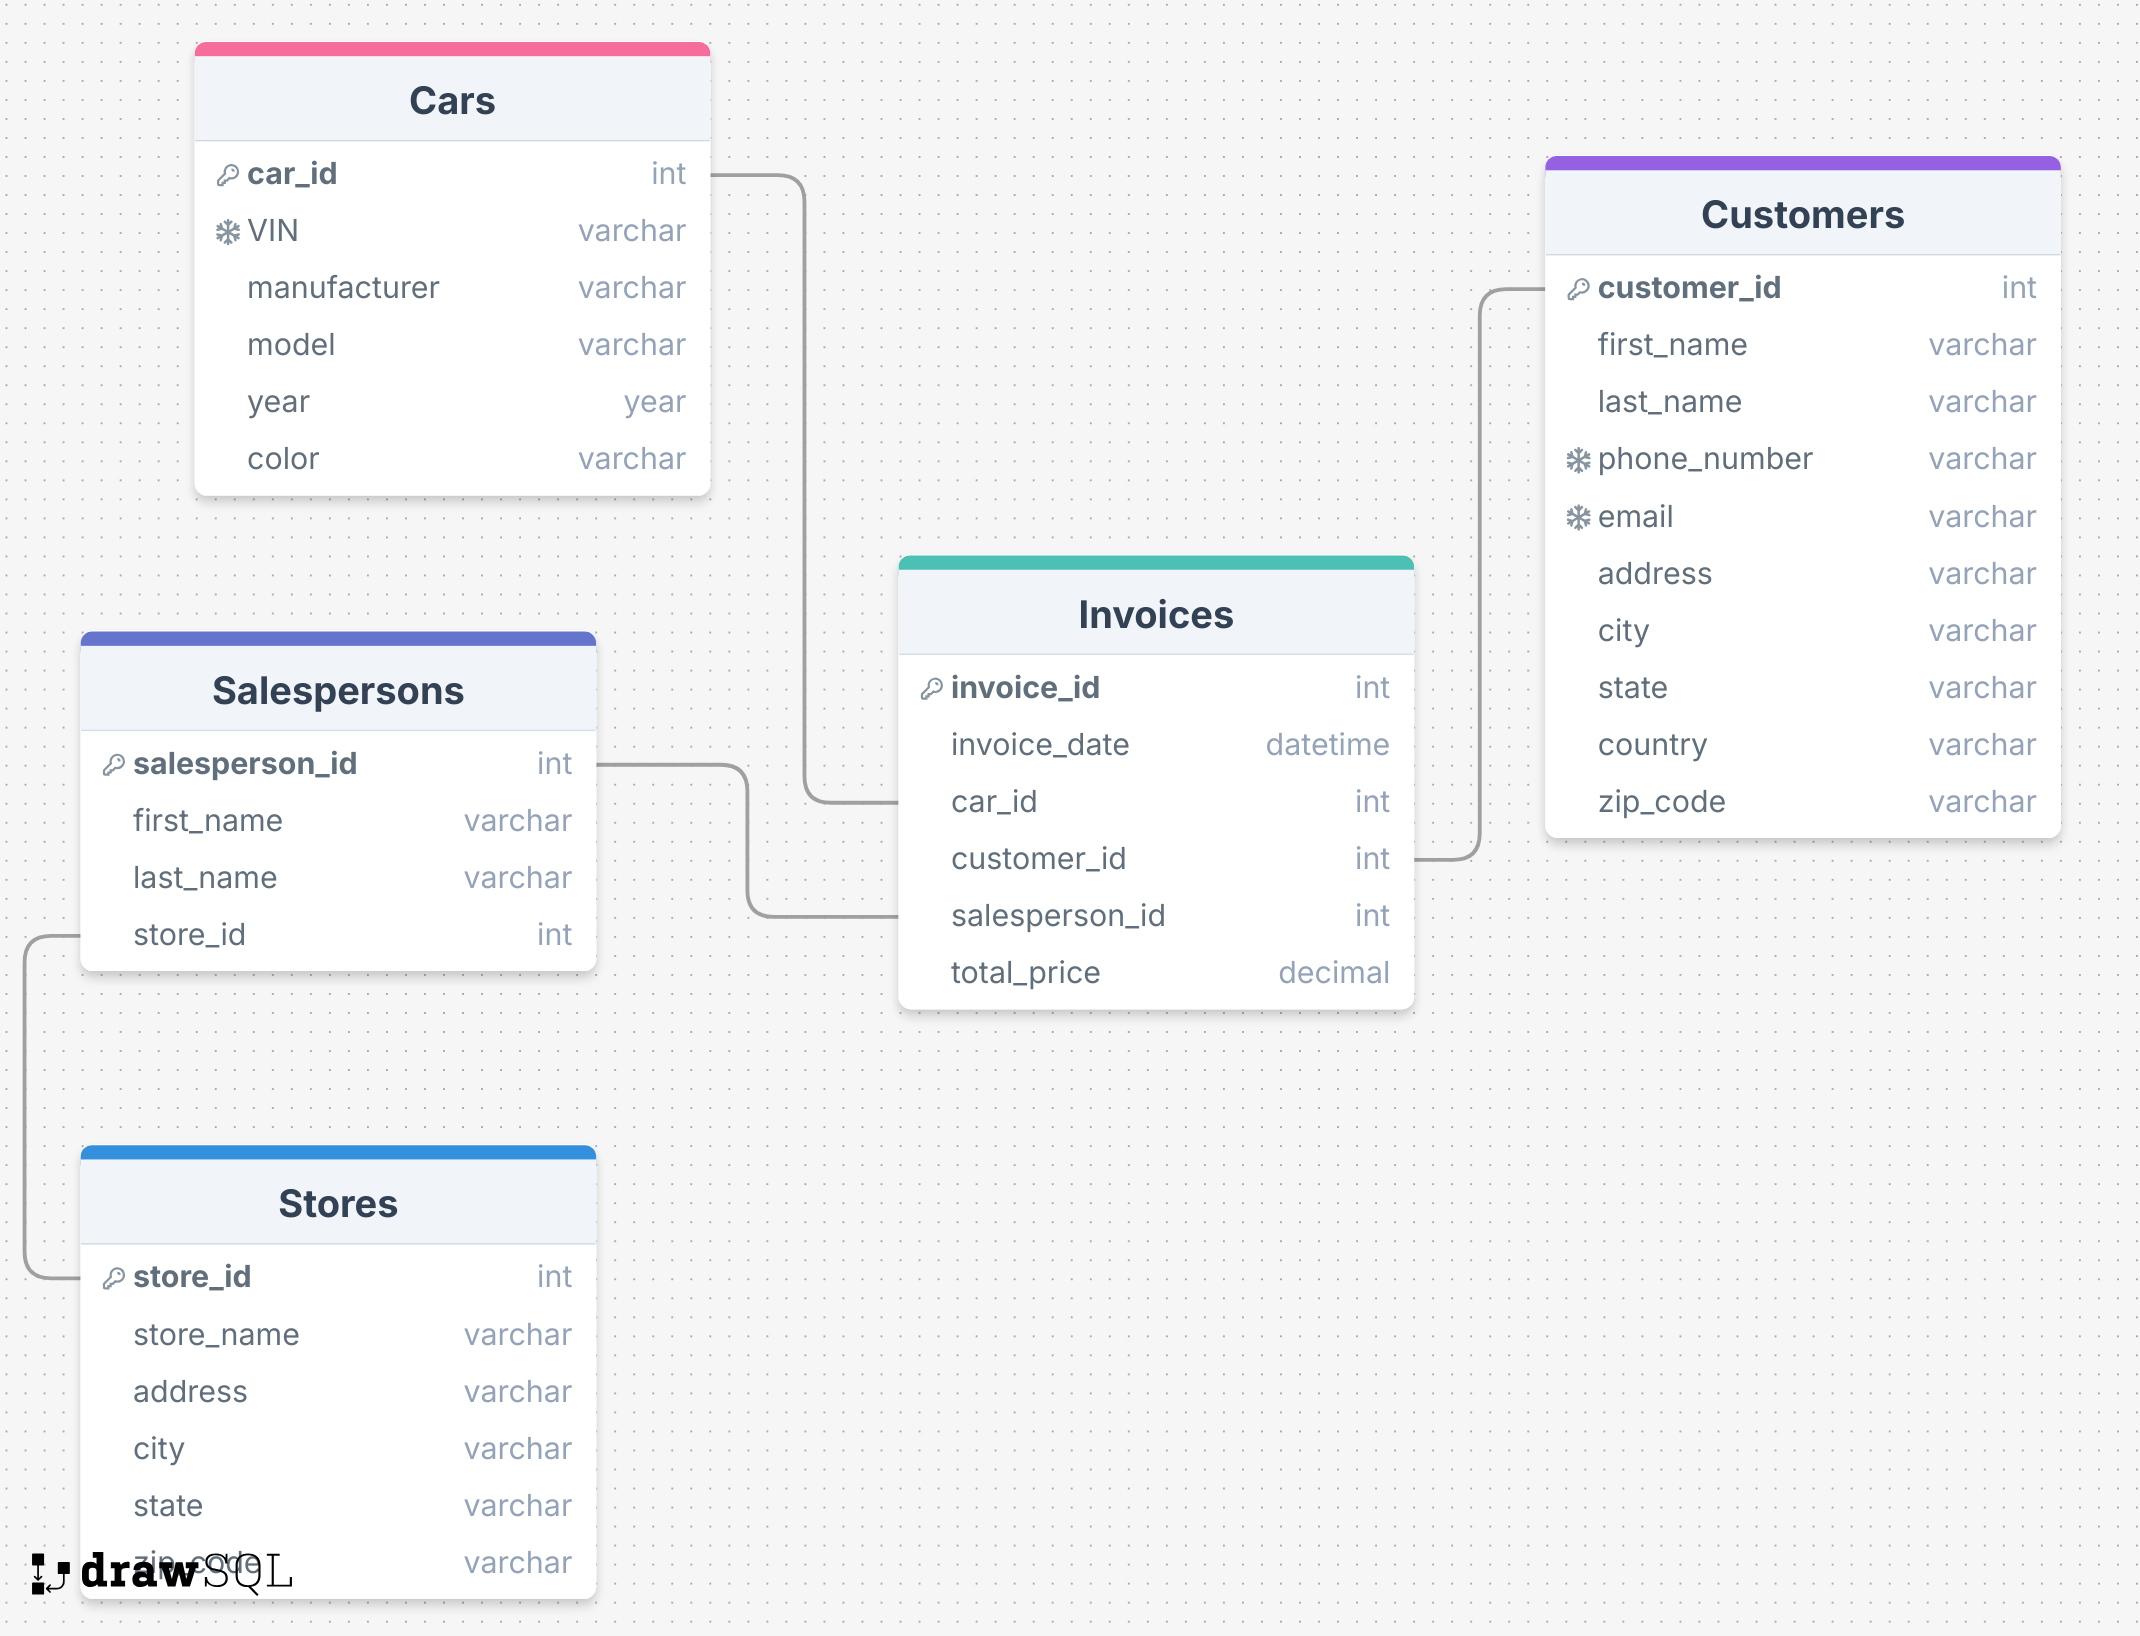 Cars
car_id int
VIN varchar
manufacturer varchar
model varchar
year year
color varchar
Customers
customer_id int
first_name varchar
last_name varchar
phone_number varchar
email varchar
address varchar
city varchar
state varchar
country varchar
zip_code varchar
Invoices
invoice_id int
invoice_date datetime
car_id int
customer_id int
salesperson_id int
total_price decimal
Salespersons
salesperson_id int
first_name varchar
last_name varchar
store_id int
Stores
store_id int
store_name varchar
address varchar
city varchar
state varchar
zip_code varchar
drawSQL